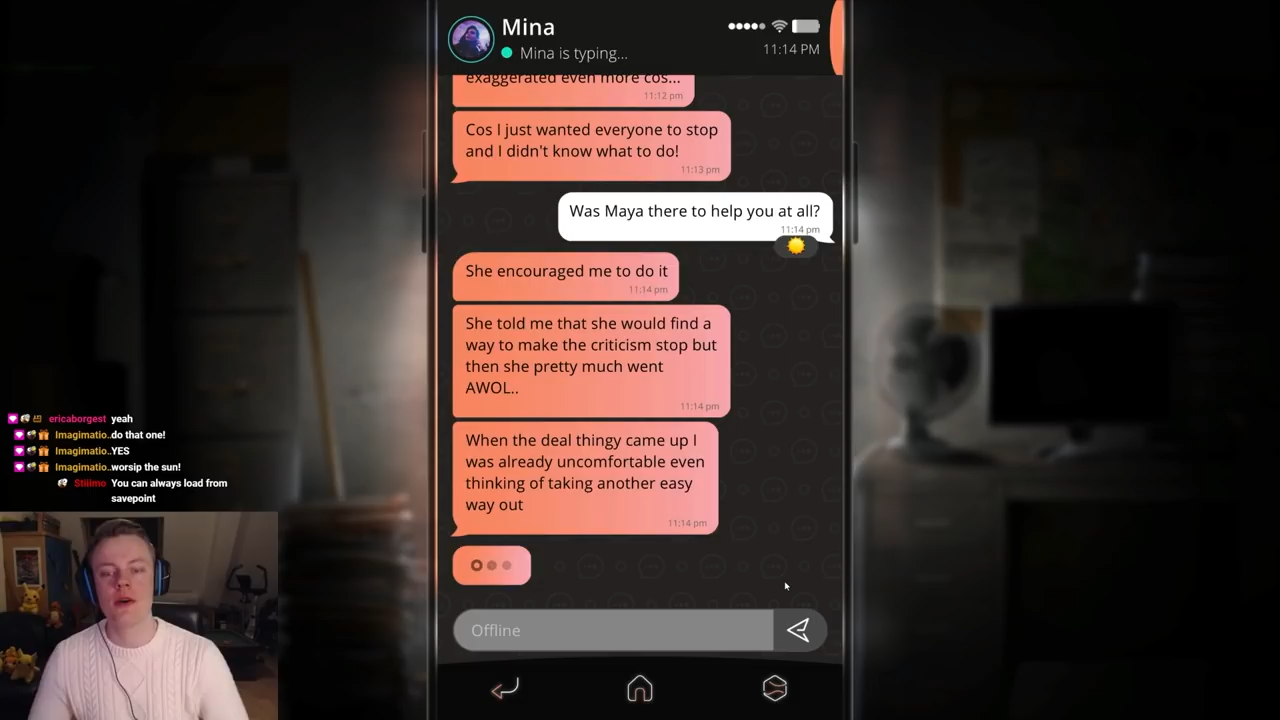 Mina
Mina is typing...
11:14 PM
exaggerated even more cos...
11:12 pm
Cos I just wanted everyone to stop
and I didn't know what to do!
11:13 pm
Was Maya there to help you at all?
11:14 pm
She encouraged me to do it
11:14 pm
She told me that she would find a
way to make the criticism stop but
then she pretty much went
AWOL..
11:14 pm
When the deal thingy came up I
was already uncomfortable even
thinking of taking another easy
way out
11:14 pm
Offline
ericaborgest yeah
Imagimatio.. do that one!
Imagimatio.. YES
Imagimatio.. worsip the sun!
Stiiimo You can always load from
savepoint